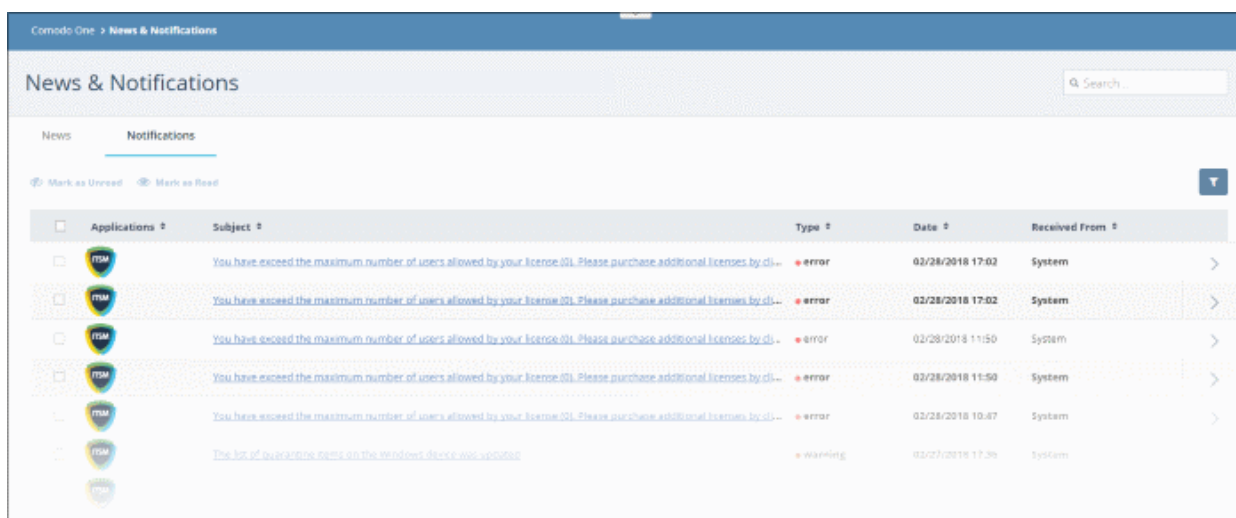 Comodo One > News & Notifications
News & Notifications
Search...
News Notifications
Mark as Unread Mark as Read
Applications Subject Type Date Received From
ITSM You have exceed the maximum number of users allowed by your license (0). Please purchase additional licenses by cli... error 02/28/2018 17:02 System
ITSM You have exceed the maximum number of users allowed by your license (0). Please purchase additional licenses by cli... error 02/28/2018 17:02 System
ITSM You have exceed the maximum number of users allowed by your license (0). Please purchase additional licenses by cli... error 02/28/2018 11:50 System
ITSM You have exceed the maximum number of users allowed by your license (0). Please purchase additional licenses by cli... error 02/28/2018 11:50 System
ITSM You have exceed the maximum number of users allowed by your license (0). Please purchase additional licenses by cli... error 02/28/2018 10:47 System
ITSM The list of quarantine items on the Windows device was updated warning 02/27/2018 17:36 System
ITSM